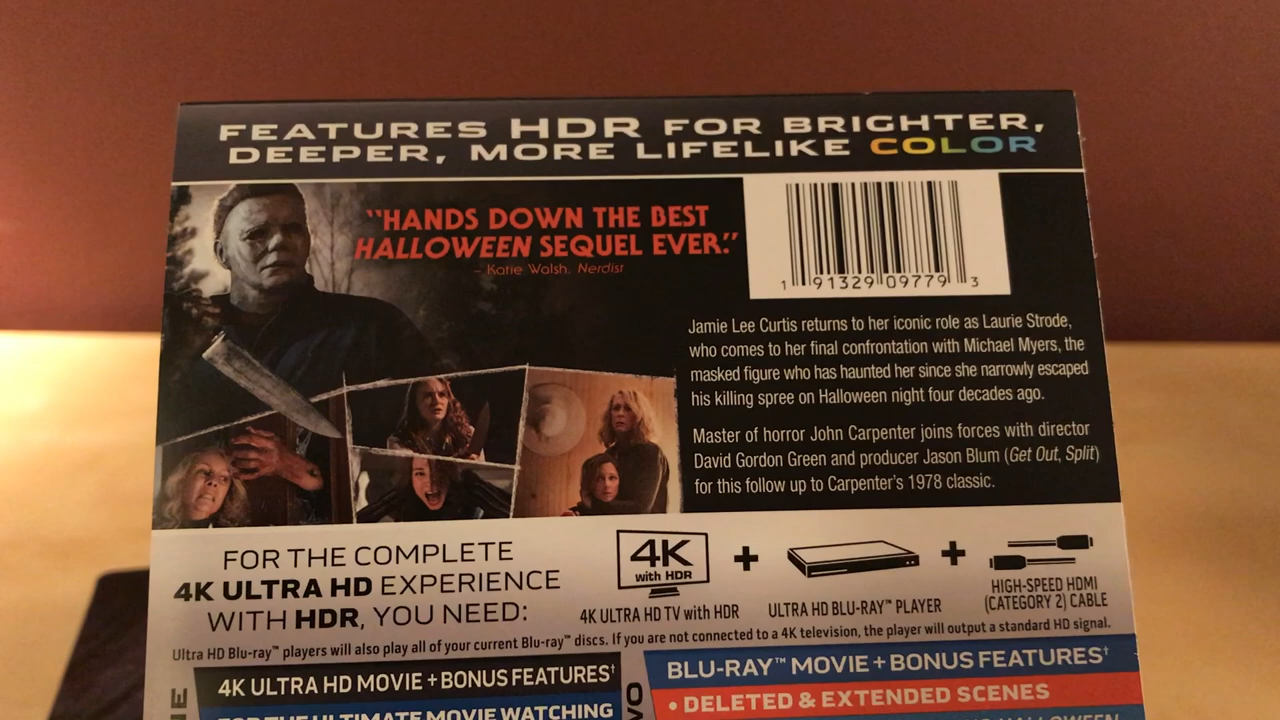 FEATURES HDR FOR BRIGHTER,
DEEPER, MORE LIFELIKE COLOR
"HANDS DOWN THE BEST
HALLOWEEN SEQUEL EVER."
– Katie Walsh, Nerdist
1 91329 09779 3
Jamie Lee Curtis returns to her iconic role as Laurie Strode,
who comes to her final confrontation with Michael Myers, the
masked figure who has haunted her since she narrowly escaped
his killing spree on Halloween night four decades ago.
Master of horror John Carpenter joins forces with director
David Gordon Green and producer Jason Blum (Get Out, Split)
for this follow up to Carpenter's 1978 classic.
FOR THE COMPLETE
4K ULTRA HD EXPERIENCE
WITH HDR, YOU NEED:
4K
with HDR
+
+
4K ULTRA HD TV with HDR
ULTRA HD BLU-RAY™ PLAYER
HIGH-SPEED HDMI
(CATEGORY 2) CABLE
Ultra HD Blu-ray™ players will also play all of your current Blu-ray™ discs. If you are not connected to a 4K television, the player will output a standard HD signal.
4K ULTRA HD MOVIE + BONUS FEATURES†
FOR THE ULTIMATE MOVIE WATCHING
BLU-RAY™ MOVIE + BONUS FEATURES†
• DELETED & EXTENDED SCENES